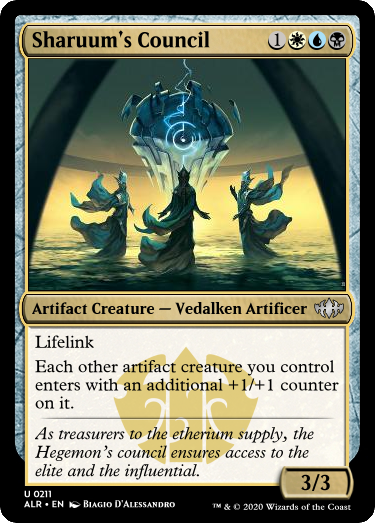 Sharuum's Council 1
Artifact Creature — Vedalken Artificer
Lifelink
Each other artifact creature you control
enters with an additional +1/+1 counter
on it.
As treasurers to the etherium supply, the
Hegemon's council ensures access to the
elite and the influential.
3/3
U 0211
ALR • EN Biagio D'Alessandro
™ & © 2020 Wizards of the Coast